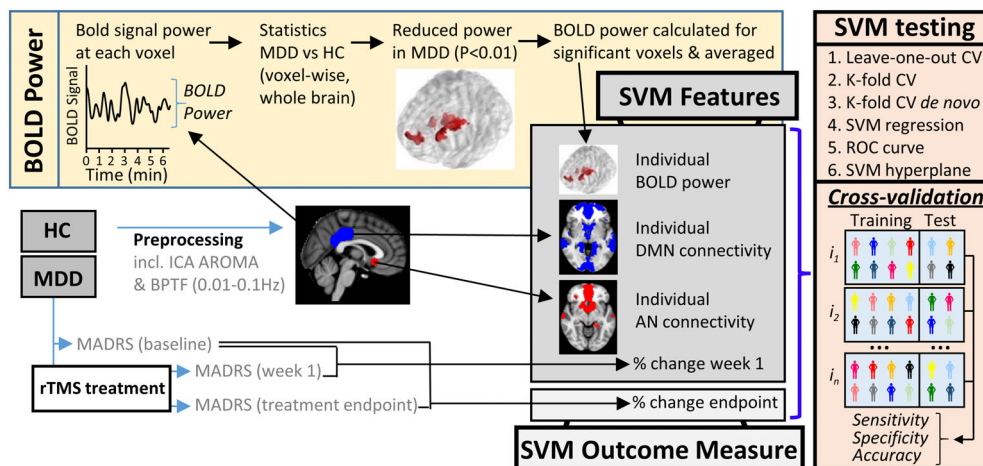 BOLD Power
Bold signal power
at each voxel
BOLD Signal
BOLD
Power
0 1 2 3 4 5 6
Time (min)
Statistics
MDD vs HC
(voxel-wise,
whole brain)
Reduced power
in MDD (P<0.01)
BOLD power calculated for
significant voxels & averaged
SVM Features
Individual
BOLD power
Individual
DMN connectivity
Individual
AN connectivity
% change week 1
% change endpoint
SVM Outcome Measure
HC
MDD
Preprocessing
incl. ICA AROMA
& BPTF (0.01-0.1Hz)
MADRS (baseline)
rTMS treatment
MADRS (week 1)
MADRS (treatment endpoint)
SVM testing
1. Leave-one-out CV
2. K-fold CV
3. K-fold CV de novo
4. SVM regression
5. ROC curve
6. SVM hyperplane
Cross-validation
Training Test
i1
i2
... ...
in
Sensitivity
Specificity
Accuracy